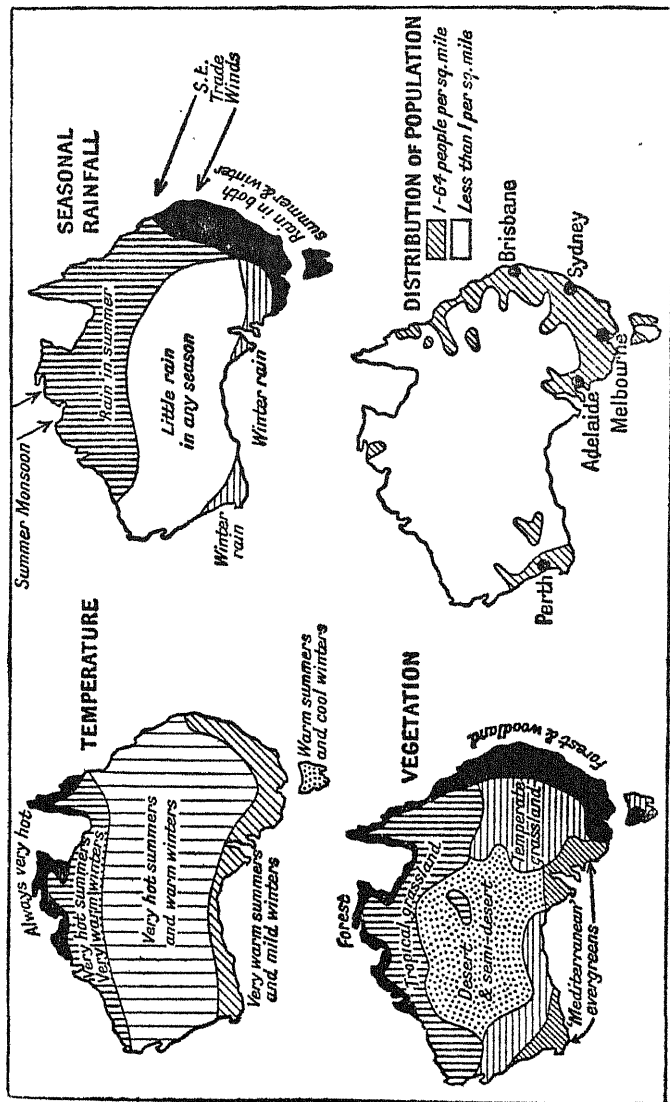 TEMPERATURE
Always very hot
Very hot summers
Very warm winters
Very hot summers
and warm winters
Very warm summers
and mild winters
Warm summers
and cool winters
SEASONAL
RAINFALL
Summer Monsoon
S.E.
Trade
Winds
Rain in summer
Little rain
in any season
Rain in both
summer & winter
Winter
rain
Winter rain
VEGETATION
Forest
Tropical grassland
Desert
& semi-desert
Temperate
grassland
Forest & woodland
'Mediterranean'
evergreens
DISTRIBUTION OF POPULATION
1-64 people per sq. mile
Less than 1 per sq. mile
Brisbane
Sydney
Perth
Adelaide
Melbourne